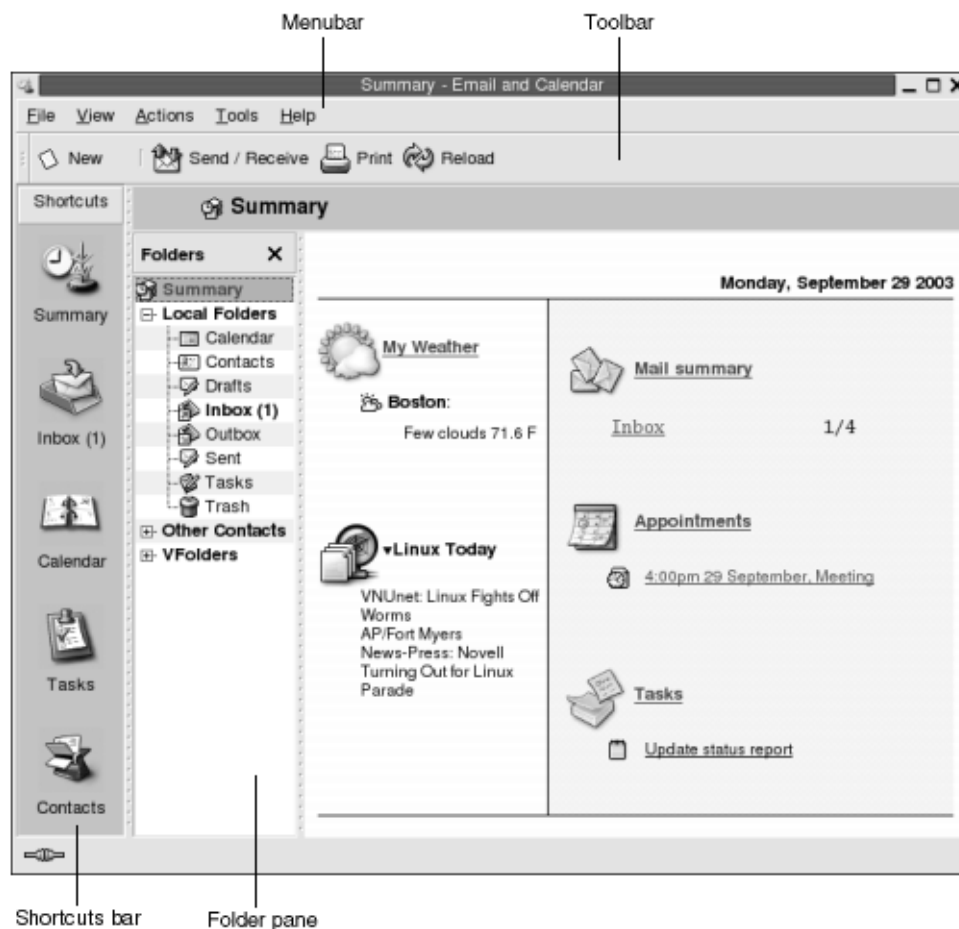 Menubar
Toolbar
Summary - Email and Calendar
File View Actions Tools Help
New Send / Receive Print Reload
Shortcuts
Summary
Inbox (1)
Calendar
Tasks
Contacts
Summary
Folders
Summary
Local Folders
Calendar
Contacts
Drafts
Inbox (1)
Outbox
Sent
Tasks
Trash
Other Contacts
VFolders
Monday, September 29 2003
My Weather
Boston:
Few clouds 71.6 F
Linux Today
VNUnet: Linux Fights Off
Worms
AP/Fort Myers
News-Press: Novell
Turning Out for Linux
Parade
Mail summary
Inbox 1/4
Appointments
4:00pm 29 September, Meeting
Tasks
Update status report
Shortcuts bar
Folder pane